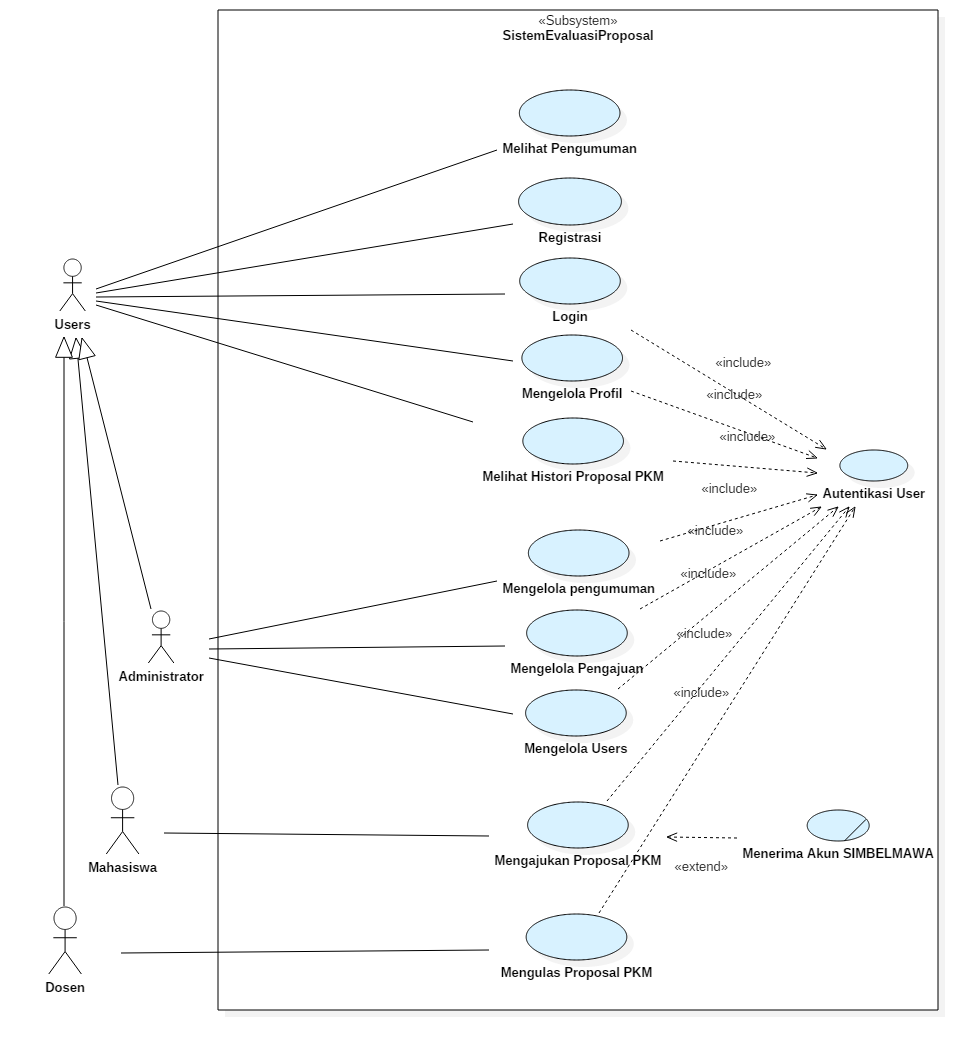 «Subsystem»
SistemEvaluasiProposal
Melihat Pengumuman
Registrasi
Users
Login
Mengelola Profil
Melihat Histori Proposal PKM
«include»
«include»
«include»
Autentikasi User
«include»
«include»
«include»
«include»
«include»
Mengelola pengumuman
Administrator
Mengelola Pengajuan
Mengelola Users
Mahasiswa
Mengajukan Proposal PKM
«extend»
Menerima Akun SIMBELMAWA
Dosen
Mengulas Proposal PKM